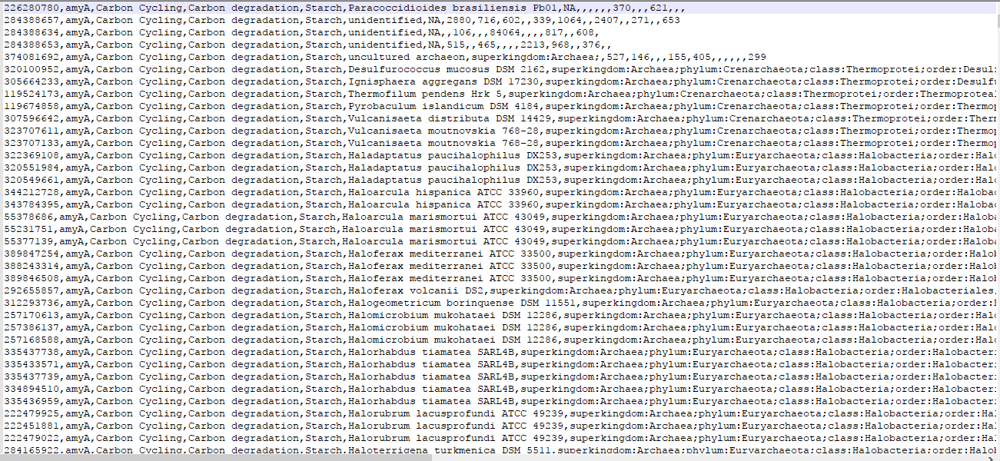 226280780,amyA,Carbon Cycling,Carbon degradation,Starch,Paracoccidioides brasiliensis Pb01,NA,,,,,,370,,,621,,,
284388657,amyA,Carbon Cycling,Carbon degradation,Starch,unidentified,NA,2880,716,602,,339,1064,,2407,,271,,653
284388634,amyA,Carbon Cycling,Carbon degradation,Starch,unidentified,NA,,106,,,84064,,,,817,,608,
284388653,amyA,Carbon Cycling,Carbon degradation,Starch,unidentified,NA,515,,465,,,,2213,968,,376,,
374081692,amyA,Carbon Cycling,Carbon degradation,Starch,uncultured archaeon,superkingdom:Archaea;,527,146,,,155,405,,,,,,299
320100952,amyA,Carbon Cycling,Carbon degradation,Starch,Desulfurococcus mucosus DSM 2162,superkingdom:Archaea;phylum:Crenarchaeota;class:Thermoprotei;order:Desul
305664233,amyA,Carbon Cycling,Carbon degradation,Starch,Ignisphaera aggregans DSM 17230,superkingdom:Archaea;phylum:Crenarchaeota;class:Thermoprotei;order:Desulf
119524173,amyA,Carbon Cycling,Carbon degradation,Starch,Thermofilum pendens Hrk 5,superkingdom:Archaea;phylum:Crenarchaeota;class:Thermoprotei;order:Thermoproteal
119674858,amyA,Carbon Cycling,Carbon degradation,Starch,Pyrobaculum islandicum DSM 4184,superkingdom:Archaea;phylum:Crenarchaeota;class:Thermoprotei;order:Thermop
307596642,amyA,Carbon Cycling,Carbon degradation,Starch,Vulcanisaeta distributa DSM 14429,superkingdom:Archaea;phylum:Crenarchaeota;class:Thermoprotei;order:Therm
323707611,amyA,Carbon Cycling,Carbon degradation,Starch,Vulcanisaeta moutnovskia 768-28,superkingdom:Archaea;phylum:Crenarchaeota;class:Thermoprotei;order:Thermop
323707133,amyA,Carbon Cycling,Carbon degradation,Starch,Vulcanisaeta moutnovskia 768-28,superkingdom:Archaea;phylum:Crenarchaeota;class:Thermoprotei;order:Thermop
322369108,amyA,Carbon Cycling,Carbon degradation,Starch,Haladaptatus paucihalophilus DX253,superkingdom:Archaea;phylum:Euryarchaeota;class:Halobacteria;order:Halo
320551984,amyA,Carbon Cycling,Carbon degradation,Starch,Haladaptatus paucihalophilus DX253,superkingdom:Archaea;phylum:Euryarchaeota;class:Halobacteria;order:Halo
320549661,amyA,Carbon Cycling,Carbon degradation,Starch,Haladaptatus paucihalophilus DX253,superkingdom:Archaea;phylum:Euryarchaeota;class:Halobacteria;order:Halo
344212728,amyA,Carbon Cycling,Carbon degradation,Starch,Haloarcula hispanica ATCC 33960,superkingdom:Archaea;phylum:Euryarchaeota;class:Halobacteria;order:Halobac
343784395,amyA,Carbon Cycling,Carbon degradation,Starch,Haloarcula hispanica ATCC 33960,superkingdom:Archaea;phylum:Euryarchaeota;class:Halobacteria;order:Halobac
55378686,amyA,Carbon Cycling,Carbon degradation,Starch,Haloarcula marismortui ATCC 43049,superkingdom:Archaea;phylum:Euryarchaeota;class:Halobacteria;order:Haloba
55231751,amyA,Carbon Cycling,Carbon degradation,Starch,Haloarcula marismortui ATCC 43049,superkingdom:Archaea;phylum:Euryarchaeota;class:Halobacteria;order:Haloba
55377139,amyA,Carbon Cycling,Carbon degradation,Starch,Haloarcula marismortui ATCC 43049,superkingdom:Archaea;phylum:Euryarchaeota;class:Halobacteria;order:Haloba
389847254,amyA,Carbon Cycling,Carbon degradation,Starch,Haloferax mediterranei ATCC 33500,superkingdom:Archaea;phylum:Euryarchaeota;class:Halobacteria;order:Halob
388243314,amyA,Carbon Cycling,Carbon degradation,Starch,Haloferax mediterranei ATCC 33500,superkingdom:Archaea;phylum:Euryarchaeota;class:Halobacteria;order:Halob
389846508,amyA,Carbon Cycling,Carbon degradation,Starch,Haloferax mediterranei ATCC 33500,superkingdom:Archaea;phylum:Euryarchaeota;class:Halobacteria;order:Halob
292655857,amyA,Carbon Cycling,Carbon degradation,Starch,Haloferax volcanii DS2,superkingdom:Archaea;phylum:Euryarchaeota;class:Halobacteria;order:Halobacteriales
312293736,amyA,Carbon Cycling,Carbon degradation,Starch,Halogeometricum borinquense DSM 11551,superkingdom:Archaea;phylum:Euryarchaeota;class:Halobacteria;order:H
257170613,amyA,Carbon Cycling,Carbon degradation,Starch,Halomicrobium mukohataei DSM 12286,superkingdom:Archaea;phylum:Euryarchaeota;class:Halobacteria;order:Halo
257386137,amyA,Carbon Cycling,Carbon degradation,Starch,Halomicrobium mukohataei DSM 12286,superkingdom:Archaea;phylum:Euryarchaeota;class:Halobacteria;order:Halo
257168588,amyA,Carbon Cycling,Carbon degradation,Starch,Halomicrobium mukohataei DSM 12286,superkingdom:Archaea;phylum:Euryarchaeota;class:Halobacteria;order:Halo
335437738,amyA,Carbon Cycling,Carbon degradation,Starch,Halorhabdus tiamatea SARL4B,superkingdom:Archaea;phylum:Euryarchaeota;class:Halobacteria;order:Halobacter
335433571,amyA,Carbon Cycling,Carbon degradation,Starch,Halorhabdus tiamatea SARL4B,superkingdom:Archaea;phylum:Euryarchaeota;class:Halobacteria;order:Halobacter
335437739,amyA,Carbon Cycling,Carbon degradation,Starch,Halorhabdus tiamatea SARL4B,superkingdom:Archaea;phylum:Euryarchaeota;class:Halobacteria;order:Halobacter
334894510,amyA,Carbon Cycling,Carbon degradation,Starch,Halorhabdus tiamatea SARL4B,superkingdom:Archaea;phylum:Euryarchaeota;class:Halobacteria;order:Halobacter
335436959,amyA,Carbon Cycling,Carbon degradation,Starch,Halorhabdus tiamatea SARL4B,superkingdom:Archaea;phylum:Euryarchaeota;class:Halobacteria;order:Halobacter
222479925,amyA,Carbon Cycling,Carbon degradation,Starch,Halorubrum lacusprofundi ATCC 49239,superkingdom:Archaea;phylum:Euryarchaeota;class:Halobacteria;order:Hal
222451881,amyA,Carbon Cycling,Carbon degradation,Starch,Halorubrum lacusprofundi ATCC 49239,superkingdom:Archaea;phylum:Euryarchaeota;class:Halobacteria;order:Hal
222479022,amyA,Carbon Cycling,Carbon degradation,Starch,Halorubrum lacusprofundi ATCC 49239,superkingdom:Archaea;phylum:Euryarchaeota;class:Halobacteria;order:Hal
284165922,amyA,Carbon Cycling,Carbon degradation,Starch,Haloterrigena turkmenica DSM 5511,superkingdom:Archaea;phylum:Euryarchaeota;class:Halobacteria;order:Halob